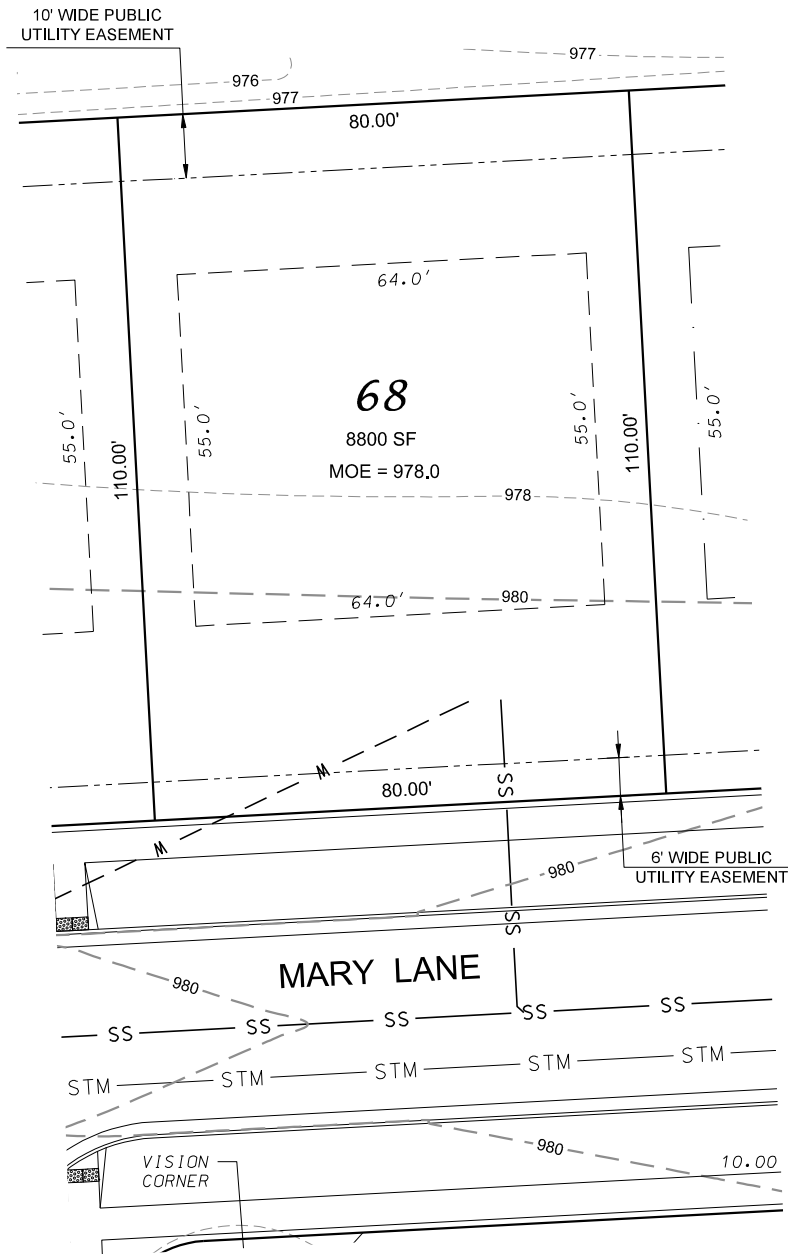 10' WIDE PUBLIC
UTILITY EASEMENT
977
976
977
80.00'
64.0'
68
8800 SF
MOE = 978.0
55.0'
110.00'
55.0'
55.0'
110.00'
55.0'
978
64.0'
980
W
SS
80.00'
W
6' WIDE PUBLIC
UTILITY EASEMENT
980
SS
MARY LANE
980
SS
SS
SS
SS
SS
STM
STM
STM
STM
STM
980
VISION
CORNER
10.00